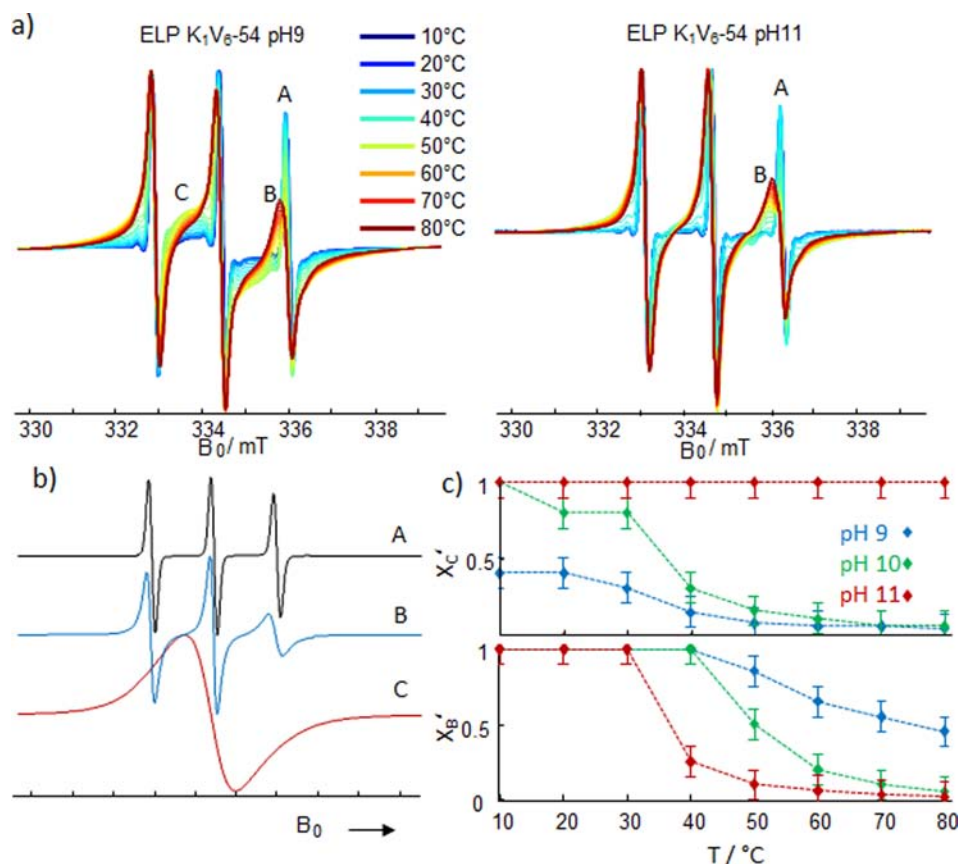 a)
ELP K₁V₆-54 pH9
10°C
20°C
30°C
40°C
50°C
60°C
70°C
80°C
A
B
C
330 332 334 336 338
B₀/ mT
ELP K₁V₆-54 pH11
A
B
330 332 334 336 338
B₀/ mT
b)
A
B
C
B₀
c)
1
0.5
X'C
pH 9
pH 10
pH 11
1
0.5
0
X'B
10 20 30 40 50 60 70 80
T / °C